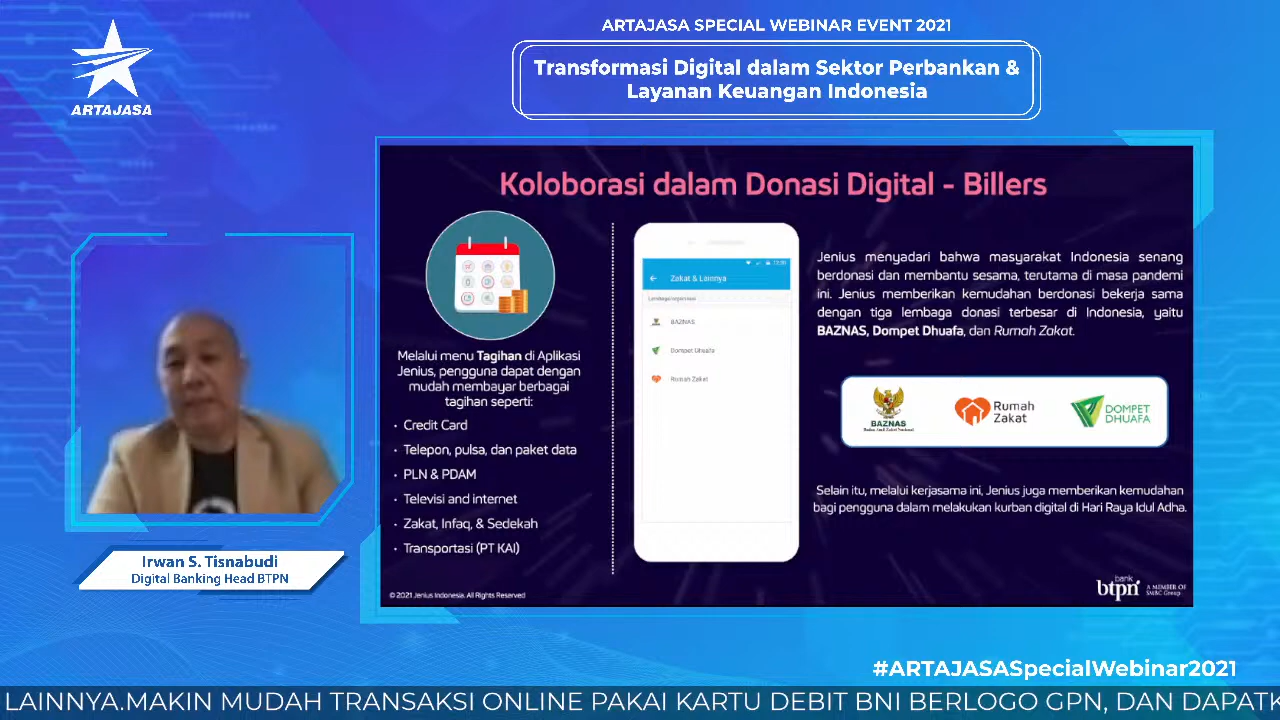 ARTAJASA SPECIAL WEBINAR EVENT 2021
Transformasi Digital dalam Sektor Perbankan &
Layanan Keuangan Indonesia
ARTAJASA
Koloborasi dalam Donasi Digital - Billers
Melalui menu Tagihan di Aplikasi
Jenius, pengguna dapat dengan
mudah membayar berbagai
tagihan seperti:
• Credit Card
• Telepon, pulsa, dan paket data
• PLN & PDAM
• Televisi and internet
• Zakat, Infaq, & Sedekah
• Transportasi (PT KAI)
© 2021 Jenius Indonesia. All Rights Reserved
Zakat & Lainnya
BAZNAS
Dompet Dhuafa
Rumah Zakat
Jenius menyadari bahwa masyarakat Indonesia senang
berdonasi dan membantu sesama, terutama di masa pandemi
ini. Jenius memberikan kemudahan berdonasi bekerja sama
dengan tiga lembaga donasi terbesar di Indonesia, yaitu
BAZNAS, Dompet Dhuafa, dan Rumah Zakat.
BAZNAS
Badan Amil Zakat Nasional
Rumah
Zakat
DOMPET
DHUAFA
Selain itu, melalui kerjasama ini, Jenius juga memberikan kemudahan
bagi pengguna dalam melakukan kurban digital di Hari Raya Idul Adha.
bank
btpn
A MEMBER OF
SMBC Group
Irwan S. Tisnabudi
Digital Banking Head BTPN
#ARTAJASASpecialWebinar2021
LAINNYA.MAKIN MUDAH TRANSAKSI ONLINE PAKAI KARTU DEBIT BNI BERLOGO GPN, DAN DAPATK